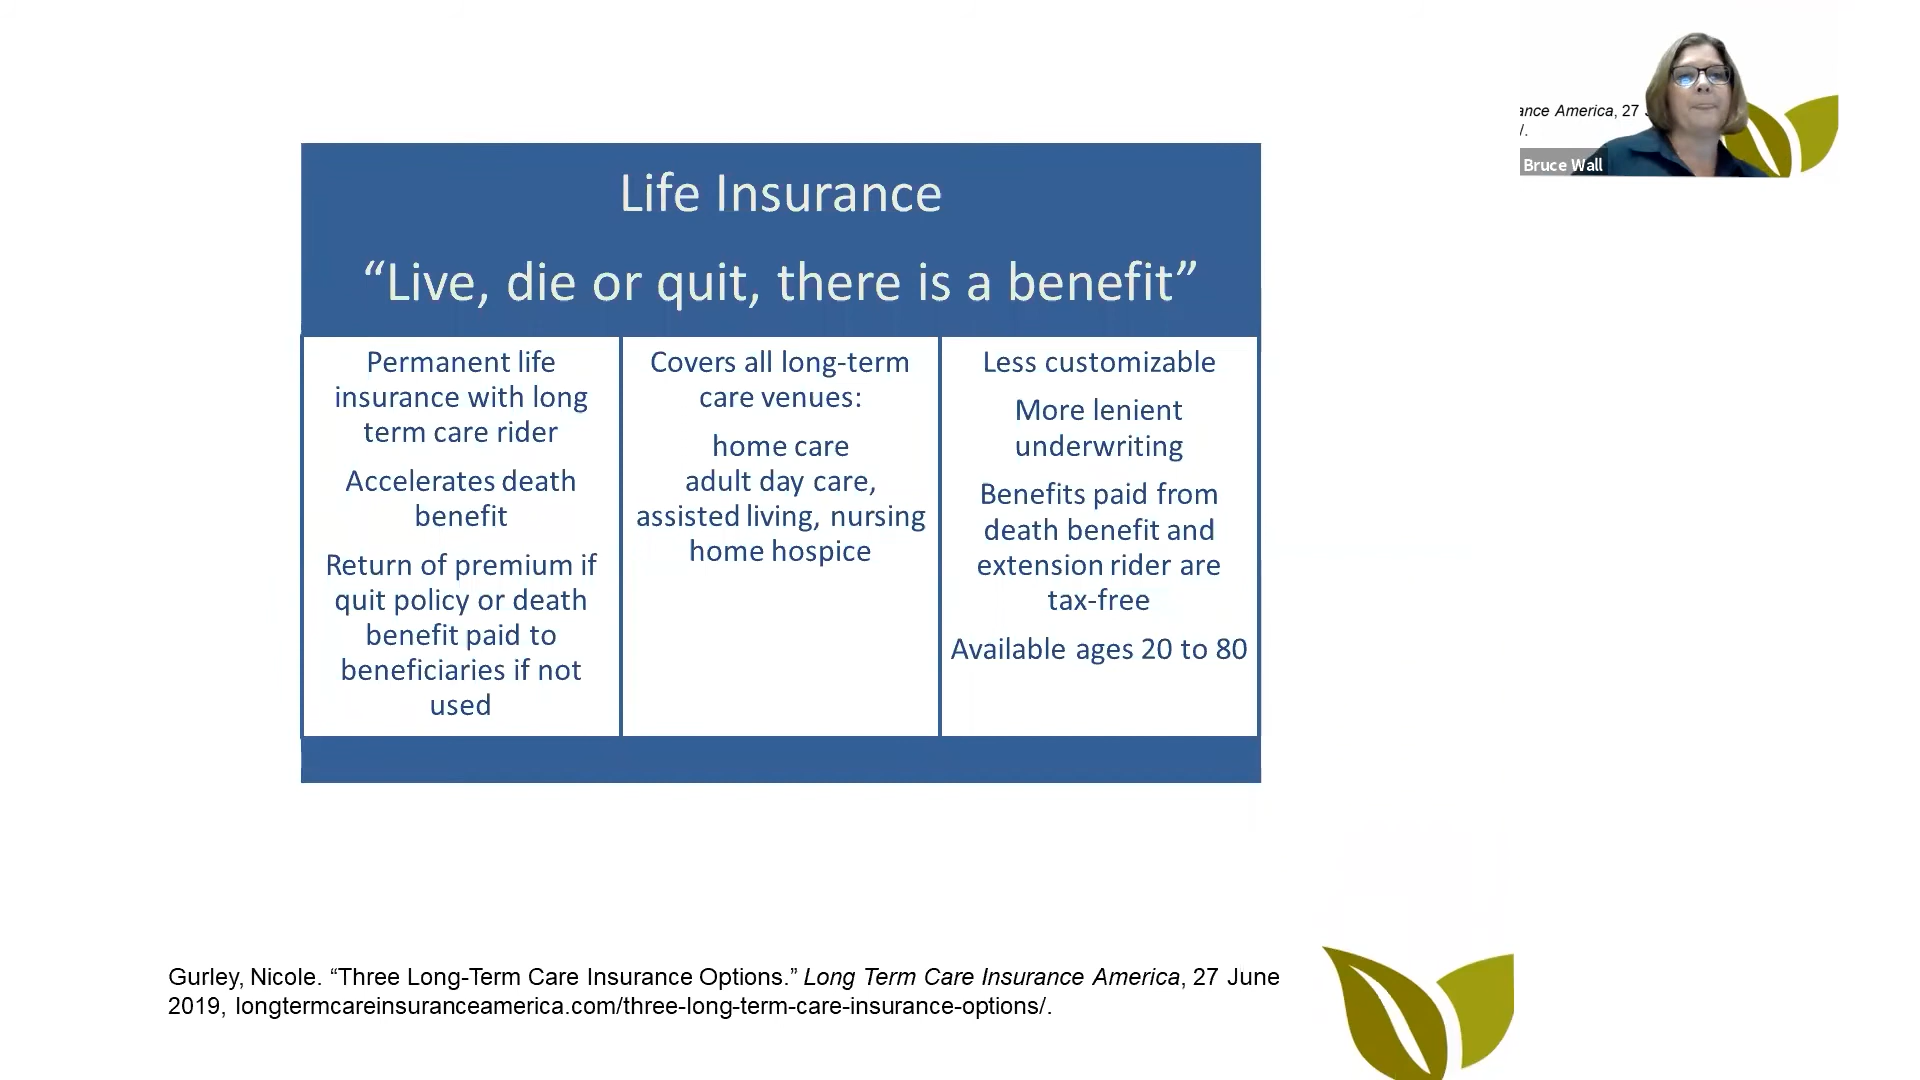 Life Insurance
“Live, die or quit, there is a benefit”
Permanent life
insurance with long
term care rider
Accelerates death
benefit
Return of premium if
quit policy or death
benefit paid to
beneficiaries if not
used
Covers all long-term
care venues:
home care
adult day care,
assisted living, nursing
home hospice
Less customizable
More lenient
underwriting
Benefits paid from
death benefit and
extension rider are
tax-free
Available ages 20 to 80
Gurley, Nicole. “Three Long-Term Care Insurance Options.” Long Term Care Insurance America, 27 June
2019, longtermcareinsuranceamerica.com/three-long-term-care-insurance-options/.
America, 27
/.
Bruce Wall